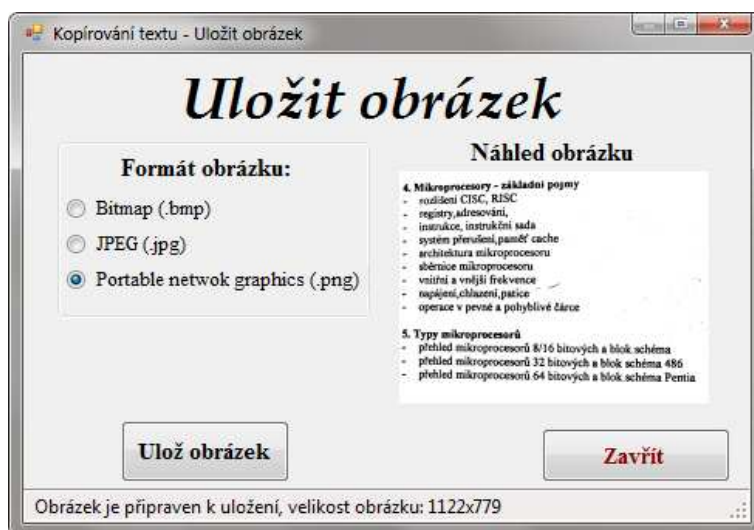 Kopírování textu - Uložit obrázek
Uložit obrázek
Formát obrázku:
Bitmap (.bmp)
JPEG (.jpg)
Portable netwok graphics (.png)
Náhled obrázku
4. Mikroprocesory - základní pojmy
- rozlišení CISC, RISC
- registry,adresování,
- instrukce, instrukční sada
- systém přerušení,paměť cache
- architektura mikroprocesoru
- sběrnice mikroprocesoru
- vnitřní a vnější frekvence
- napájení,chlazení,patice
- operace v pevné a pohyblivé čárce
5. Typy mikroprocesorů
- přehled mikroprocesorů 8/16 bitových a blok schéma
- přehled mikroprocesorů 32 bitových a blok schéma 486
- přehled mikroprocesorů 64 bitových a blok schéma Pentia
Ulož obrázek
Zavřít
Obrázek je připraven k uložení, velikost obrázku: 1122x779